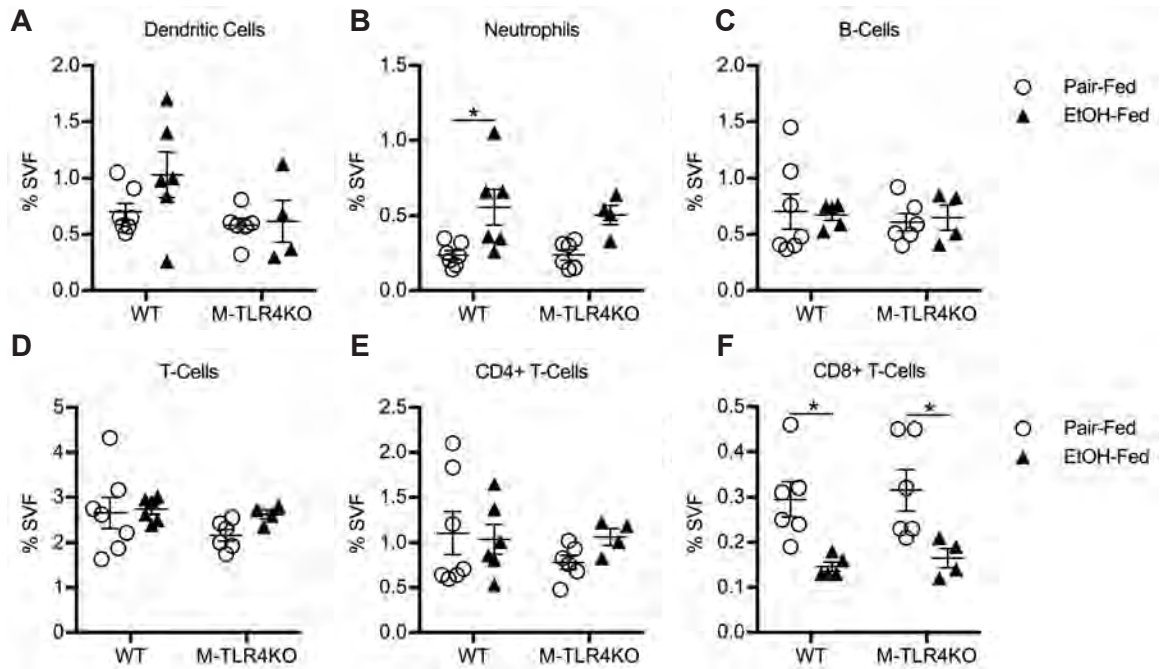 A
Dendritic Cells
% SVF
2.0
1.5
1.0
0.5
0.0
WT
M-TLR4KO
B
Neutrophils
% SVF
1.5
1.0
0.5
0.0
*
WT
M-TLR4KO
C
B-Cells
% SVF
2.0
1.5
1.0
0.5
0.0
WT
M-TLR4KO
Pair-Fed
EtOH-Fed
D
T-Cells
% SVF
5
4
3
2
1
0
WT
M-TLR4KO
E
CD4+ T-Cells
% SVF
2.5
2.0
1.5
1.0
0.5
0.0
WT
M-TLR4KO
F
CD8+ T-Cells
% SVF
0.5
0.4
0.3
0.2
0.1
0.0
*
*
WT
M-TLR4KO
Pair-Fed
EtOH-Fed